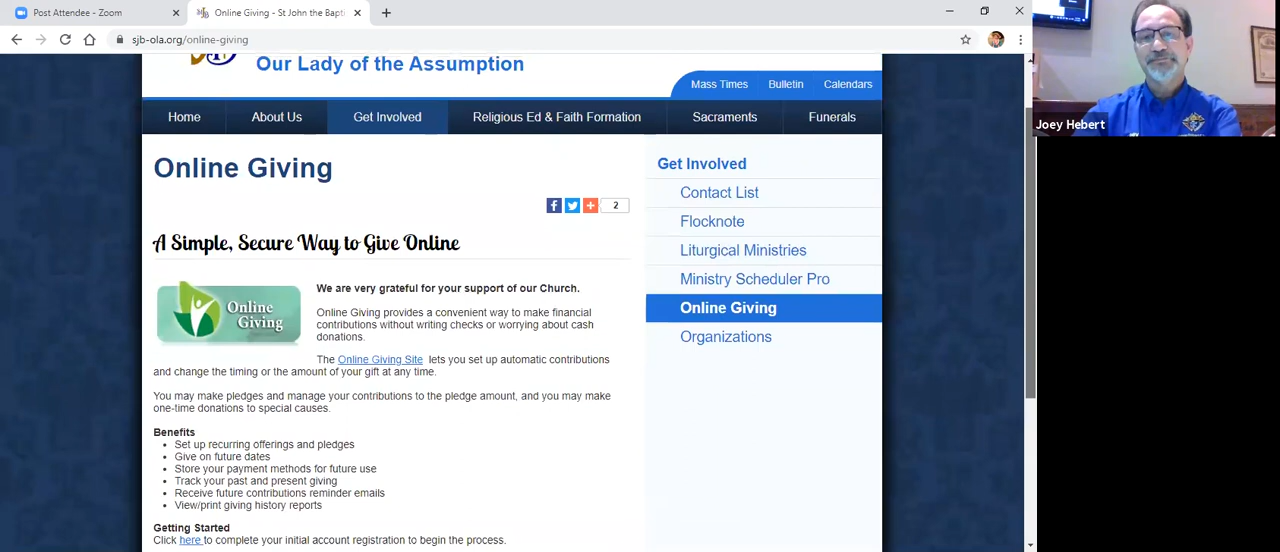 Post Attendee - Zoom
Online Giving - St John the Bapti
sjb-ola.org/online-giving
Our Lady of the Assumption
Mass Times Bulletin Calendars
Home About Us Get Involved Religious Ed & Faith Formation Sacraments Funerals
Online Giving
2
A Simple, Secure Way to Give Online
Online
Giving
We are very grateful for your support of our Church.
Online Giving provides a convenient way to make financial
contributions without writing checks or worrying about cash
donations.
The Online Giving Site lets you set up automatic contributions
and change the timing or the amount of your gift at any time.
You may make pledges and manage your contributions to the pledge amount, and you may make
one-time donations to special causes.
Benefits
Set up recurring offerings and pledges
Give on future dates
Store your payment methods for future use
Track your past and present giving
Receive future contributions reminder emails
View/print giving history reports
Getting Started
Click here to complete your initial account registration to begin the process.
Get Involved
Contact List
Flocknote
Liturgical Ministries
Ministry Scheduler Pro
Online Giving
Organizations
Joey Hebert